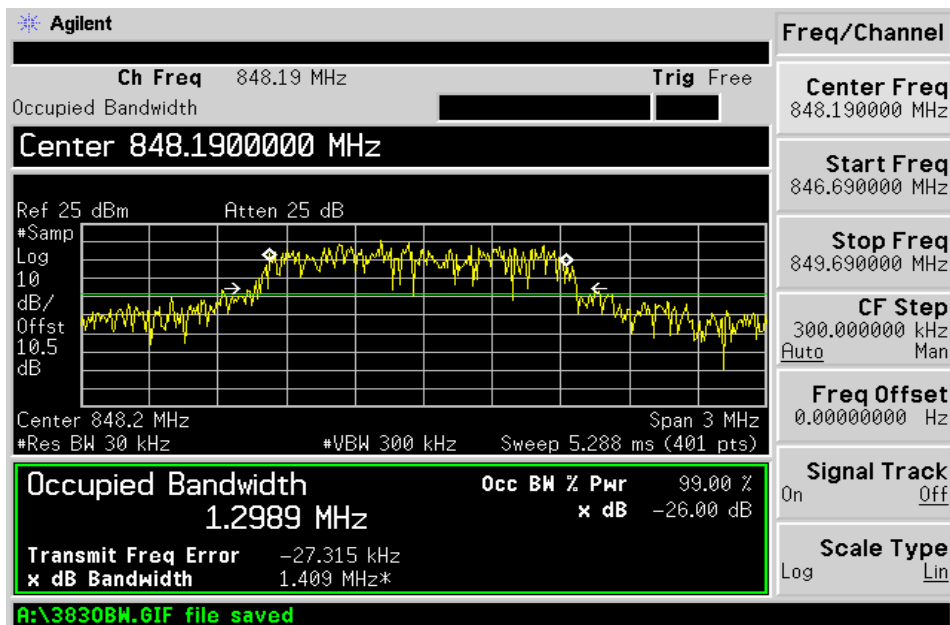 Agilent
Ch Freq 848.19 MHz Trig Free
Occupied Bandwidth
Center 848.1900000 MHz
Ref 25 dBm Atten 25 dB
#Samp
Log
10
dB/
Offst
10.5
dB
Center 848.2 MHz Span 3 MHz
#Res BW 30 kHz #VBW 300 kHz Sweep 5.288 ms (401 pts)
Occupied Bandwidth
1.2989 MHz
Occ BW % Pwr 99.00 %
x dB -26.00 dB
Transmit Freq Error -27.315 kHz
x dB Bandwidth 1.409 MHz*
A:\3830BW.GIF file saved
Freq/Channel
Center Freq
848.190000 MHz
Start Freq
846.690000 MHz
Stop Freq
849.690000 MHz
CF Step
300.000000 kHz
Auto Man
Freq Offset
0.00000000 Hz
Signal Track
On Off
Scale Type
Log Lin